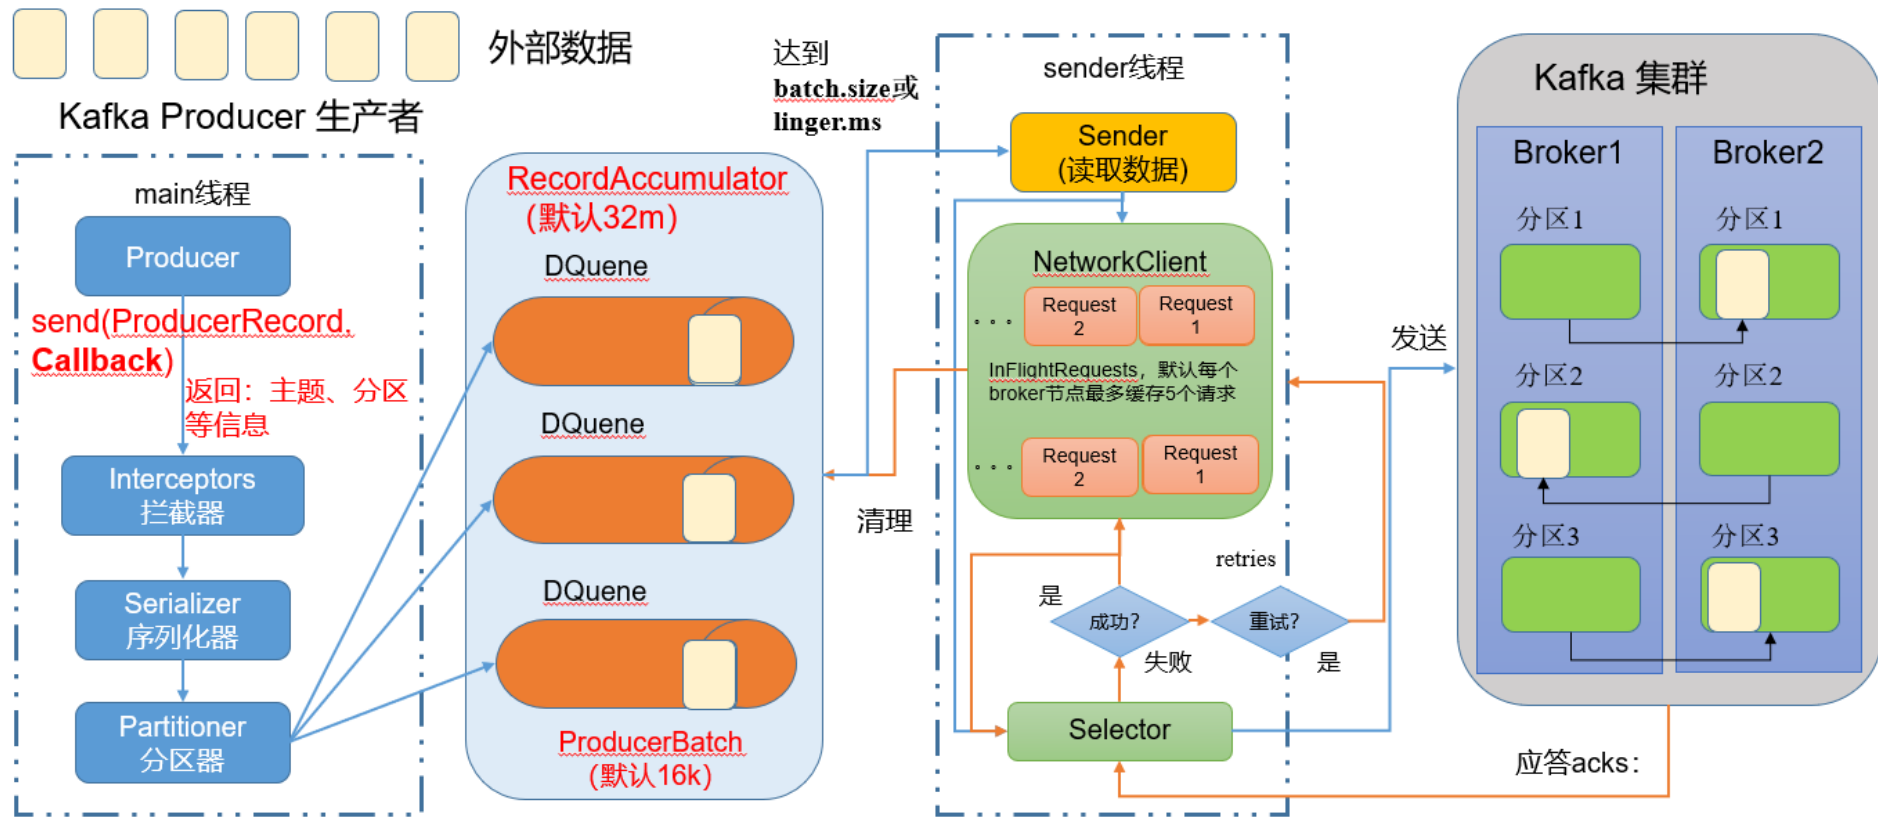 外部数据
Kafka Producer 生产者
main线程
Producer
send(ProducerRecord,
Callback)
返回：主题、分区
等信息
Interceptors
拦截器
Serializer
序列化器
Partitioner
分区器
RecordAccumulator
(默认32m)
DQuene
DQuene
DQuene
ProducerBatch
(默认16k)
达到
batch.size或
linger.ms
清理
sender线程
Sender
(读取数据)
NetworkClient
Request
2
Request
1
. . .
InFlightRequests，默认每个
broker节点最多缓存5个请求
. . .
Request
2
Request
1
retries
是
成功?
重试?
失败
是
Selector
发送
Kafka 集群
Broker1
Broker2
分区1
分区1
分区2
分区2
分区3
分区3
应答acks: